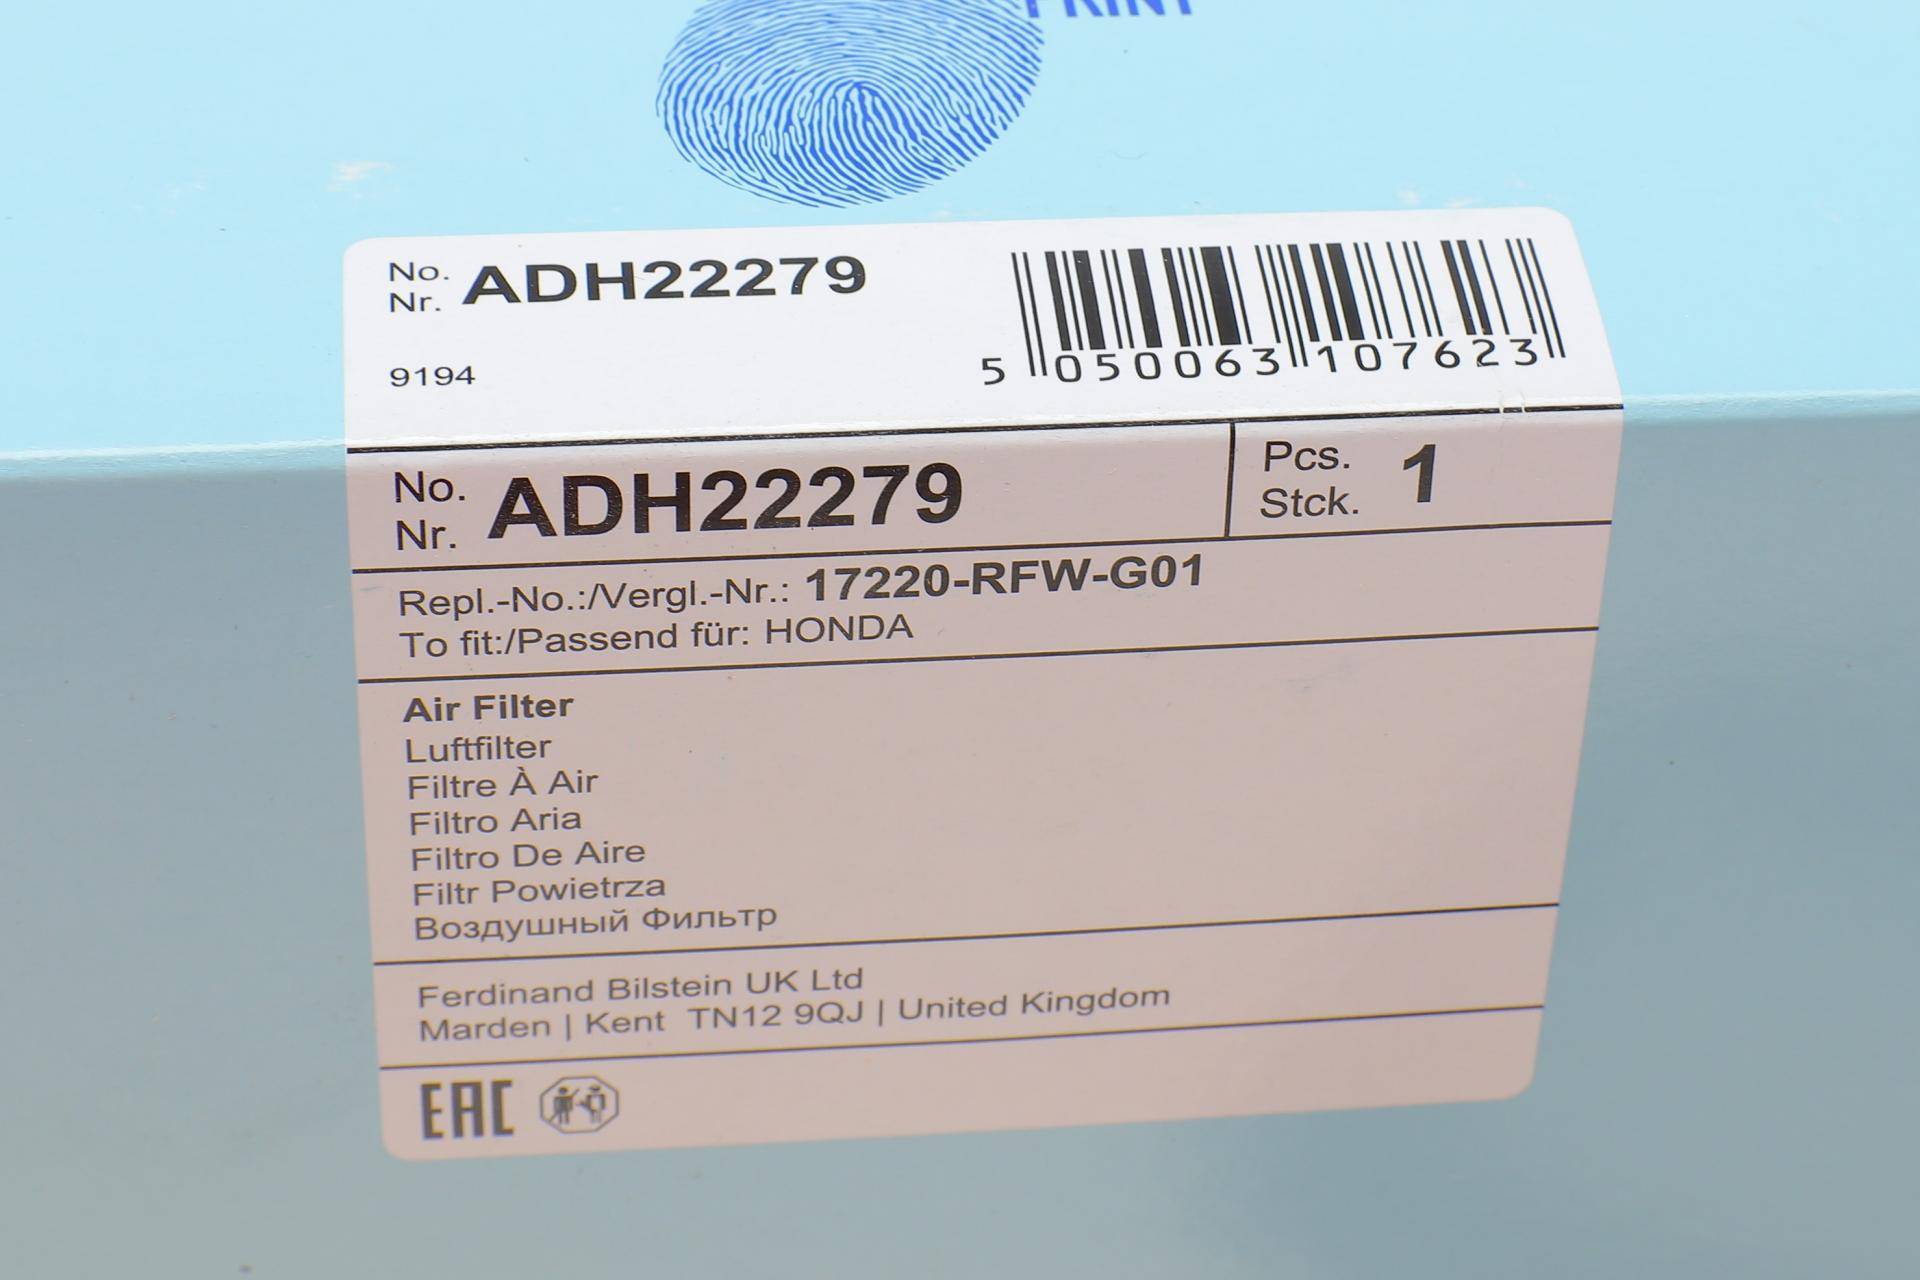 PRINT
No. ADH22279
Nr.
9194
5 050063 107623
No. ADH22279
Nr.
Pcs. 1
Stck.
Repl.-No.:/Vergl.-Nr.: 17220-RFW-G01
To fit:/Passend für: HONDA
Air Filter
Luftfilter
Filtre À Air
Filtro Aria
Filtro De Aire
Filtr Powietrza
Воздушный Фильтр
Ferdinand Bilstein UK Ltd
Marden | Kent TN12 9QJ | United Kingdom
EAC